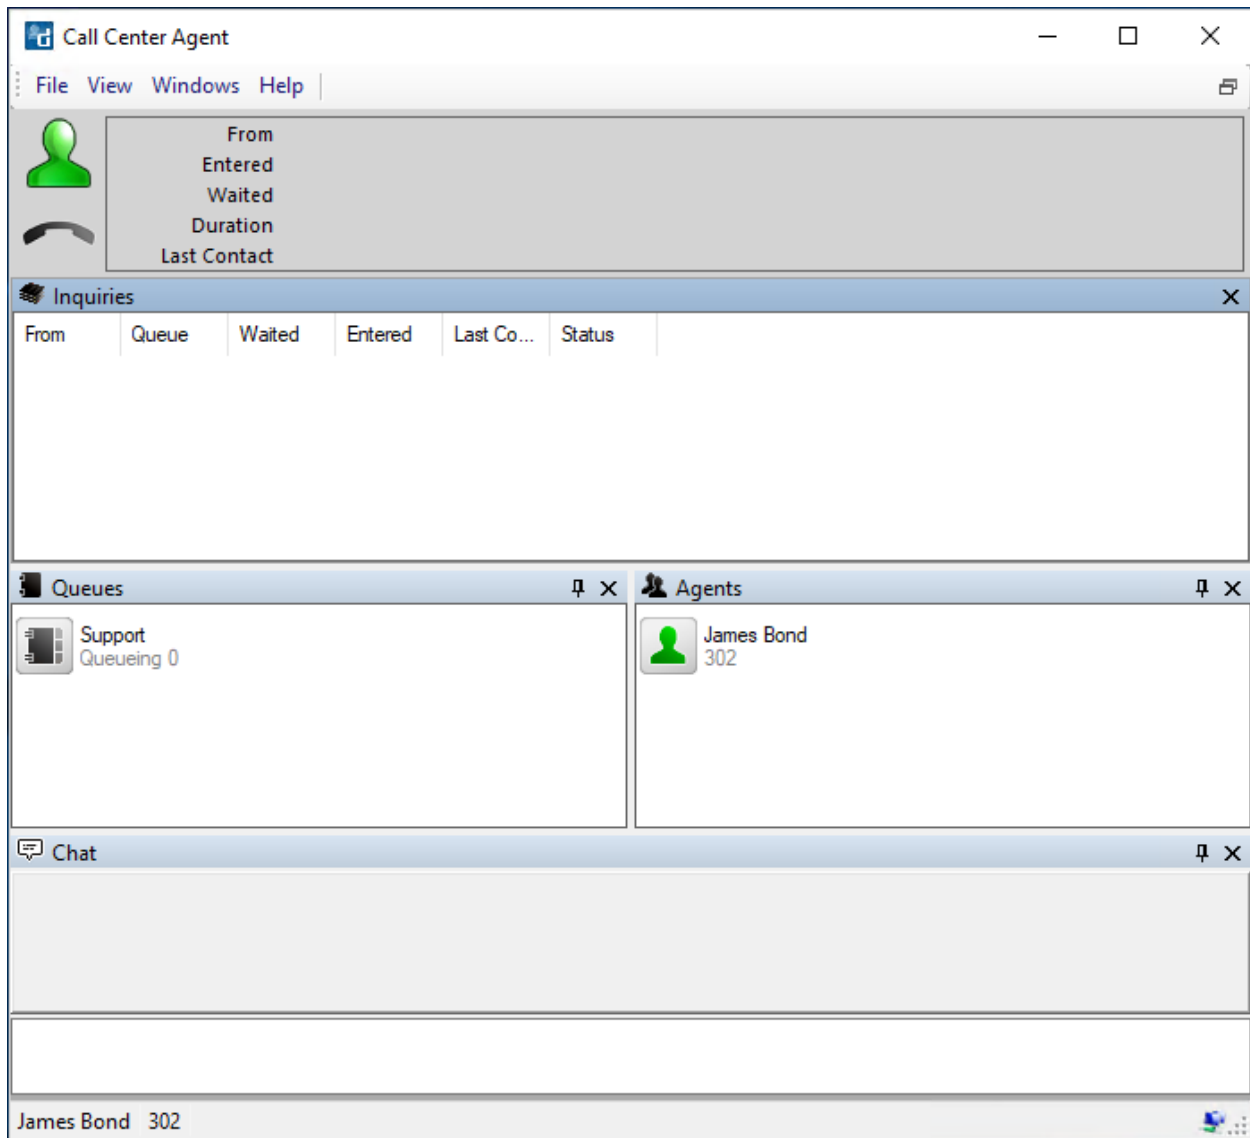 Call Center Agent
File View Windows Help
From
Entered
Waited
Duration
Last Contact
Inquiries
From Queue Waited Entered Last Co... Status
Queues
Agents
Support
Queueing 0
James Bond
302
Chat
James Bond 302